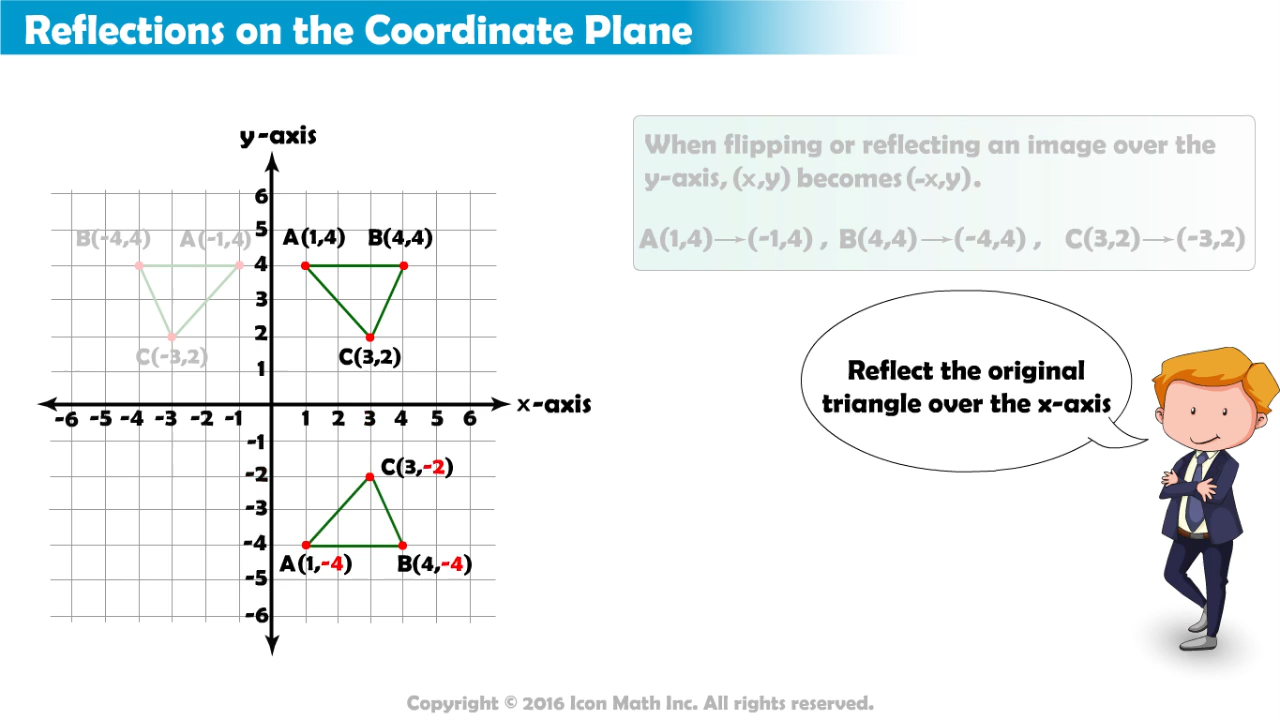 Reflections on the Coordinate Plane
y-axis
When flipping or reflecting an image over the
y-axis, (x,y) becomes (-x,y).
A(1,4)→(-1,4) , B(4,4)→(-4,4) , C(3,2)→(-3,2)
6
B(-4,4) A(-1,4) 5 A(1,4) B(4,4)
4
3
2
C(-3,2) 1 C(3,2)
Reflect the original
triangle over the x-axis
x-axis
-6 -5 -4 -3 -2 -1 1 2 3 4 5 6
-1
-2 C(3,-2)
-3
-4
A(1,-4) B(4,-4)
-5
-6
Copyright © 2016 Icon Math Inc. All rights reserved.